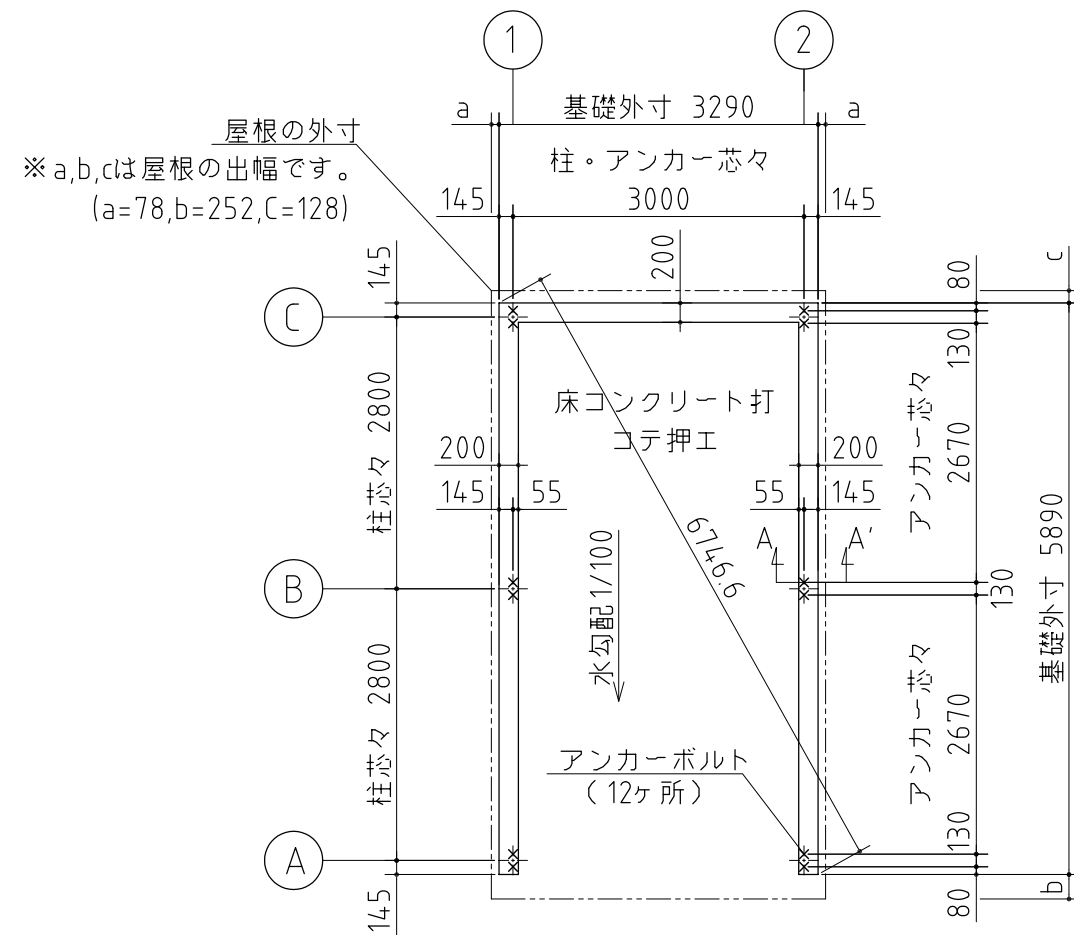 1
2
a
基礎外寸 3290
a
屋根の外寸
※a,b,cは屋根の出幅です。
(a=78,b=252,C=128)
柱・アンカー芯々
145
3000
145
145
200
80
c
C
130
柱芯々 2800
床コンクリート打
コテ押エ
アンカー芯々
2670
200
200
145
55
55
145
A
A'
6746.6
B
130
基礎外寸 5890
水勾配 1/100
柱芯々 2800
アンカー芯々
2670
アンカーボルト
(12ヶ所)
130
A
145
80
b